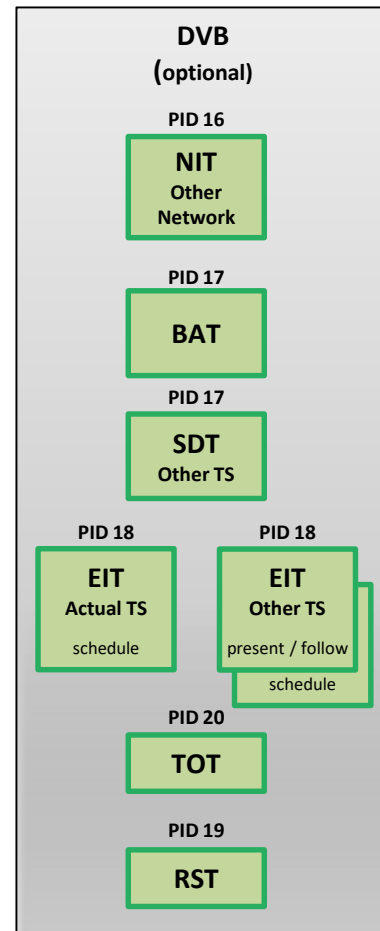 DVB
(optional)
PID 16
NIT
Other
Network
PID 17
BAT
PID 17
SDT
Other TS
PID 18
EIT
Actual TS
schedule
PID 18
EIT
Other TS
present / follow
schedule
PID 20
TOT
PID 19
RST